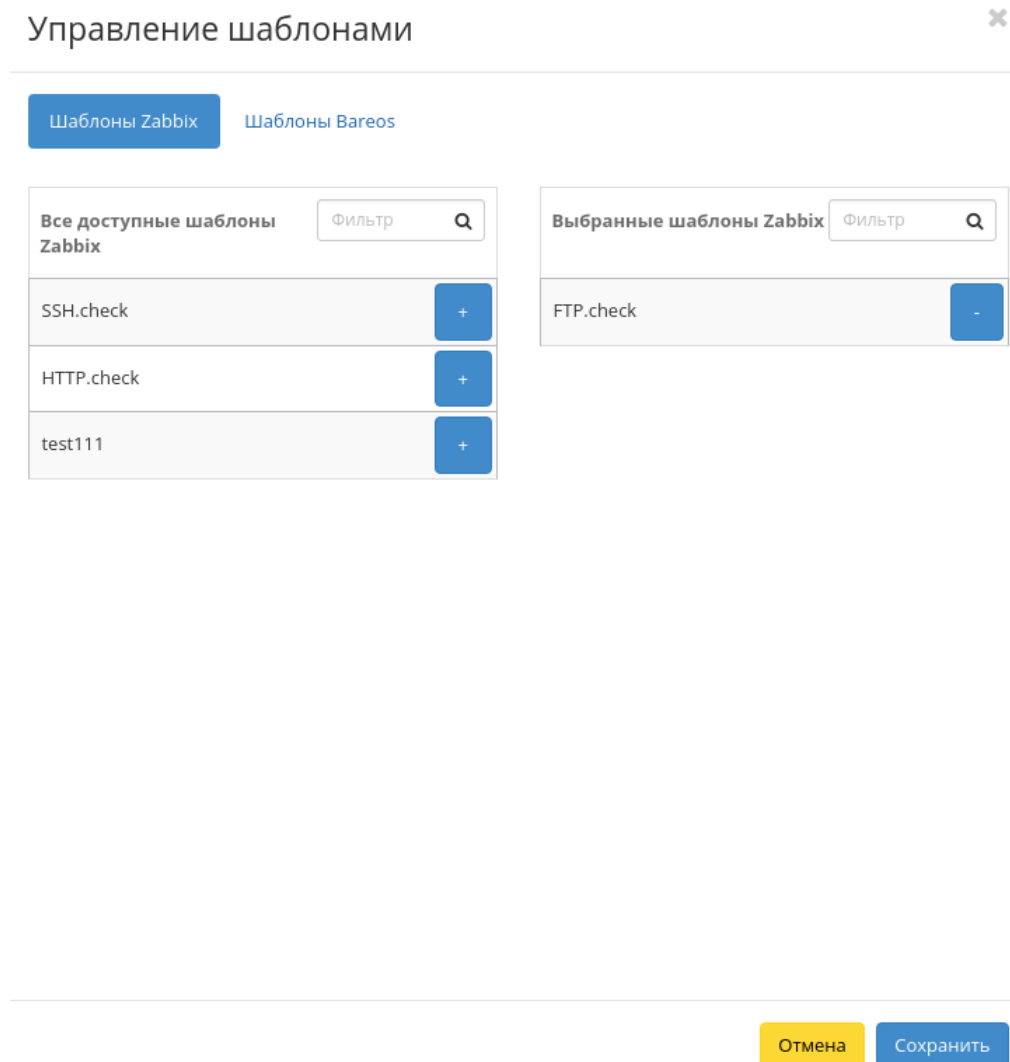 Управление шаблонами
Шаблоны Zabbix
Шаблоны Bareos
Все доступные шаблоны
Zabbix
Фильтр
SSH.check
+
HTTP.check
+
test111
+
Выбранные шаблоны Zabbix
Фильтр
FTP.check
-
Отмена
Сохранить